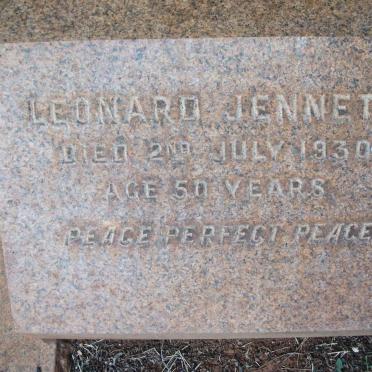 LEONARD JENNET
DIED 2ND JULY 1930
AGE 50 YEARS
PEACE PERFECT PEACE